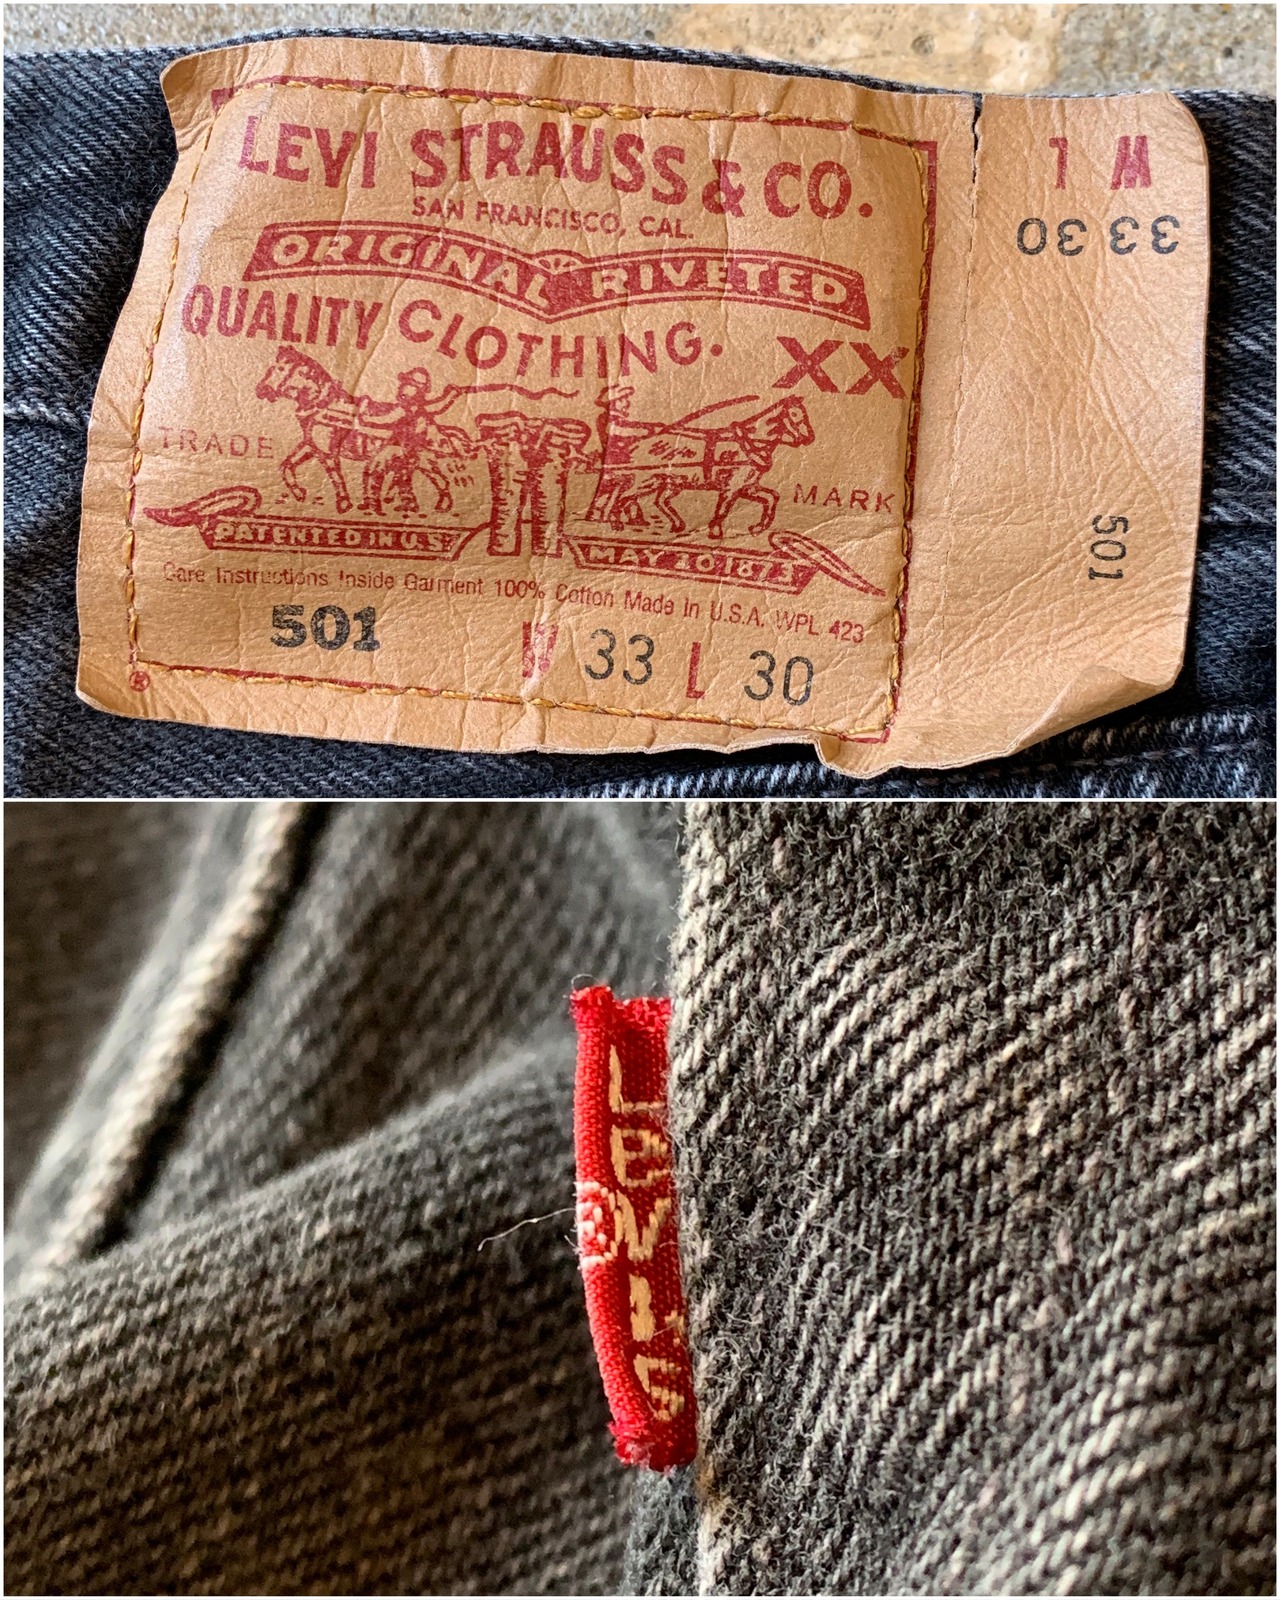 LEVI STRAUSS & CO.
SAN FRANCISCO, CAL.
ORIGINAL RIVETED
QUALITY CLOTHING.
XX
TRADE MARK
PATENTED IN U.S.
MAY 20 1873
Care Instructions Inside Garment 100% Cotton Made in U.S.A. WPL 423
501 W 33 L 30
®
W L
33 30
501
LEVI'S
®